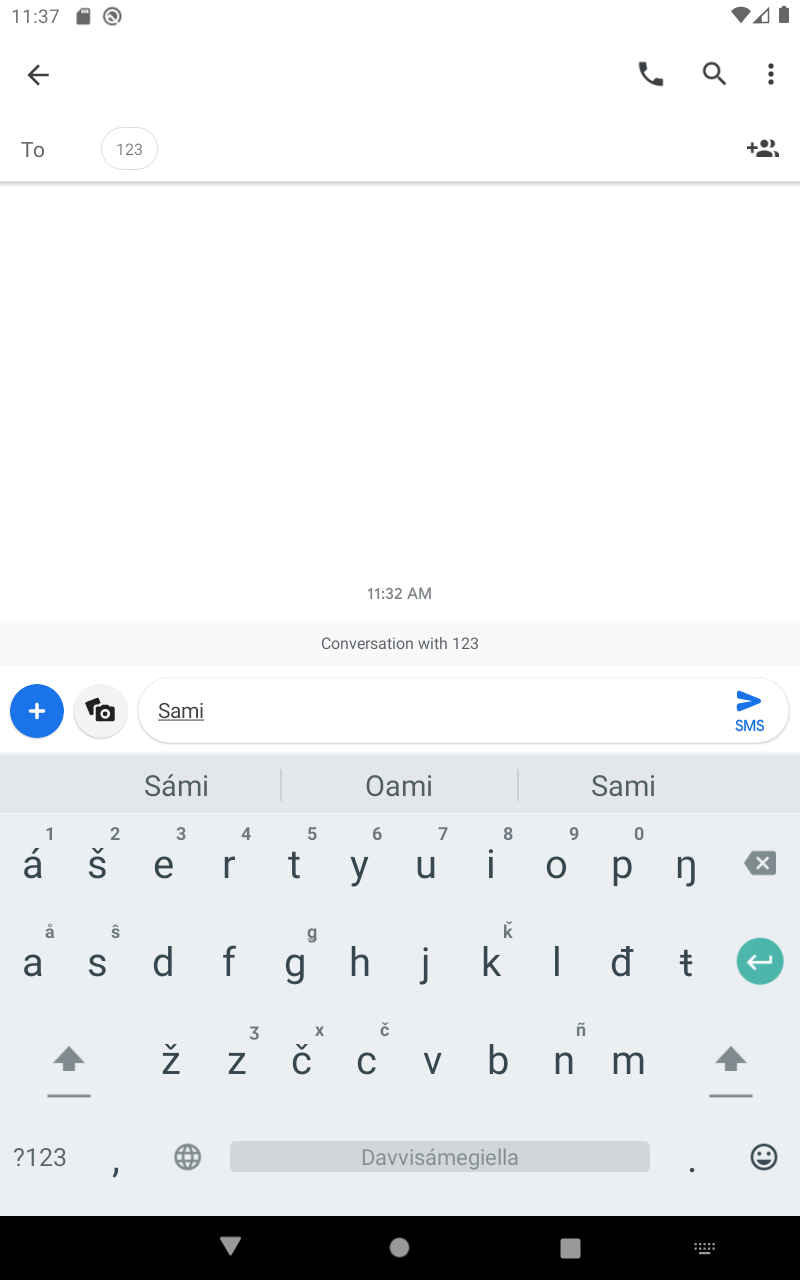 11:37
To 123
11:32 AM
Conversation with 123
Sami
SMS
Sámi Oami Sami
1 2 3 4 5 6 7 8 9 0
á š e r t y u i o p ŋ
å ŝ ǥ ǩ
a s d f g h j k l đ ŧ
ʒ x č ñ
ž z č c v b n m
?123 , Davvisámegiella .